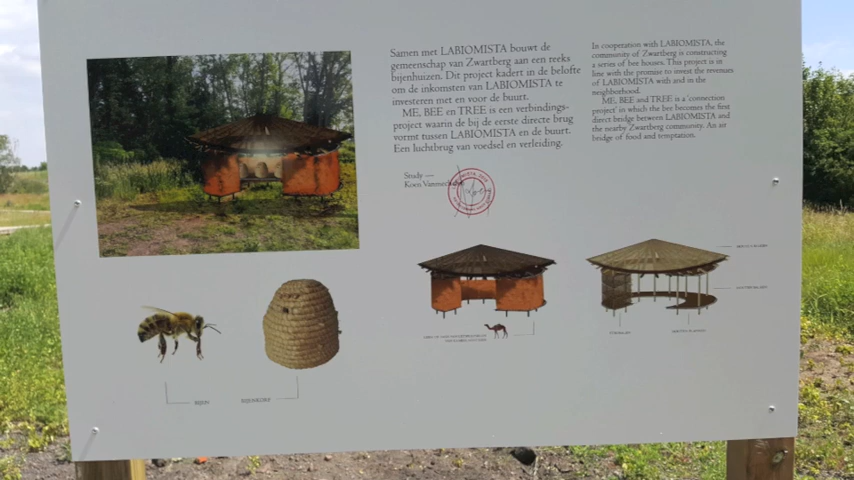 Samen met LABIOMISTA bouwt de
gemeenschap van Zwartberg aan een reeks
bijenhuizen. Dit project kadert in de belofte
om de inkomsten van LABIOMISTA te
investeren met en voor de buurt.
ME, BEE en TREE is een verbindings-
project waarin de bij de eerste directe brug
vormt tussen LABIOMISTA en de buurt.
Een luchtbrug van voedsel en verleiding.
Study —
Koen
In cooperation with LABIOMISTA, the
community of Zwartberg is constructing
a series of bee houses. This project is in
line with the promise to invest the revenues
of LABIOMISTA with and in the
neighborhood.
ME, BEE and TREE is a 'connection
project' in which the bee becomes the first
direct bridge between LABIOMISTA and
the nearby Zwartberg community. An air
bridge of food and temptation.
BIJEN
BIJENKORF